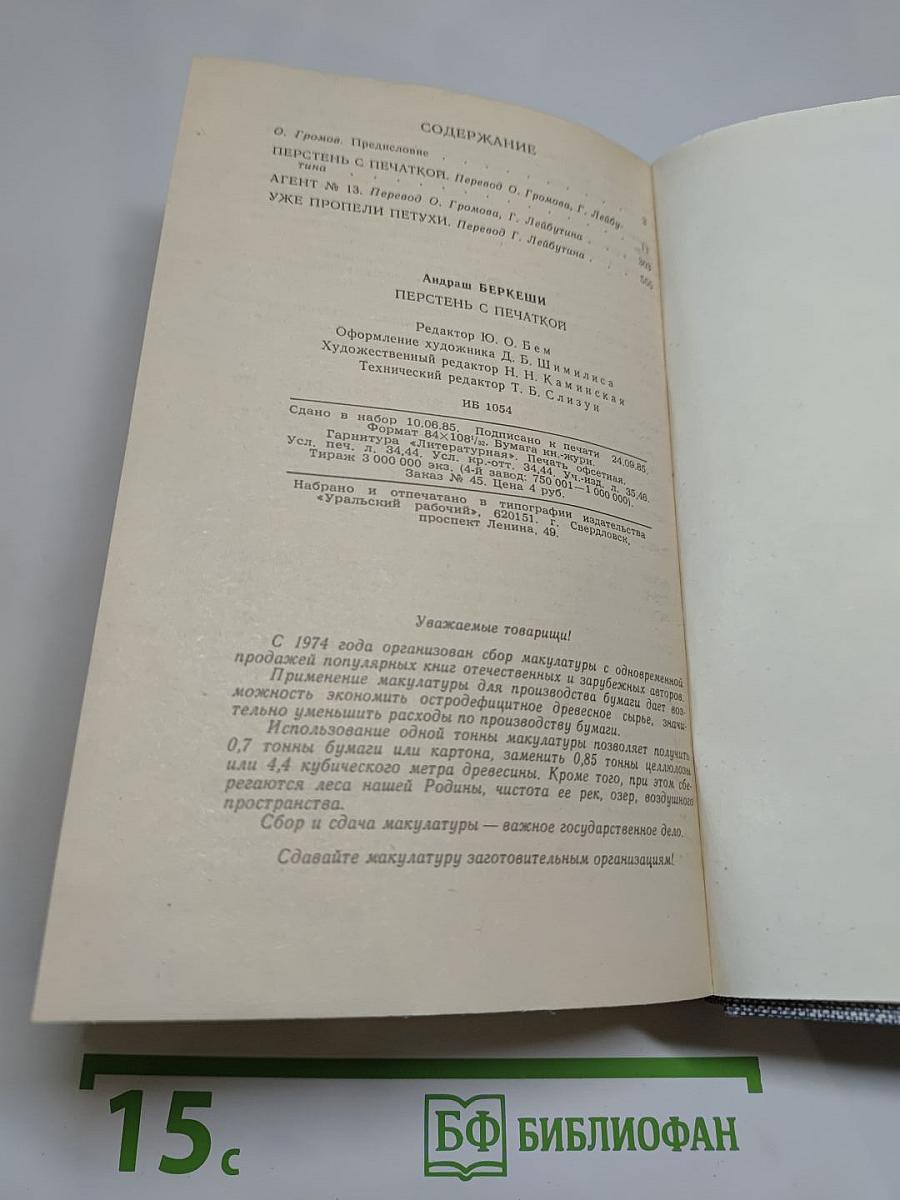 СОДЕРЖАНИЕ
О. Громов. Предисловие . . . . . . . . 3
ПЕРСТЕНЬ С ПЕЧАТКОЙ. Перевод О. Громова, Г. Лейбу-
тина . . . . . . . . . . 11
АГЕНТ № 13. Перевод О. Громова, Г. Лейбутина . . . 303
УЖЕ ПРОПЕЛИ ПЕТУХИ. Перевод Г. Лейбутина . . . .
Андраш БЕРКЕШИ
ПЕРСТЕНЬ С ПЕЧАТКОЙ
Редактор Ю. О. Бем
Оформление художника Д. Б. Шимилиса
Художественный редактор Н. Н. Каминская
Технический редактор Т. Б. Слизун
ИБ 1054
Сдано в набор 10.06.85. Подписано к печати 24.09.85.
Формат 84×108¹/₃₂. Бумага кн.-журн.
Гарнитура «Литературная». Печать офсетная.
Усл. печ. л. 34,44. Усл. кр.-отт. 34,44. Уч.-изд. л. 35,48.
Тираж 3 000 000 экз. (4-й завод: 750 001—1 000 000).
Заказ № 45. Цена 4 руб.
Набрано и отпечатано в типографии издательства
«Уральский рабочий», 620151. г. Свердловск,
проспект Ленина, 49.
Уважаемые товарищи!
С 1974 года организован сбор макулатуры с одновременной
продажей популярных книг отечественных и зарубежных авторов.
Применение макулатуры для производства бумаги дает воз-
можность экономить остродефицитное древесное сырье, значи-
тельно уменьшить расходы по производству бумаги.
Использование одной тонны макулатуры позволяет получить
0,7 тонны бумаги или картона, заменить 0,85 тонны целлюлозы
или 4,4 кубического метра древесины. Кроме того, при этом сбе-
регаются леса нашей Родины, чистота ее рек, озер, воздушного
пространства.
Сбор и сдача макулатуры — важное государственное дело.
Сдавайте макулатуру заготовительным организациям!
15 с
БФ БИБЛИОФАН